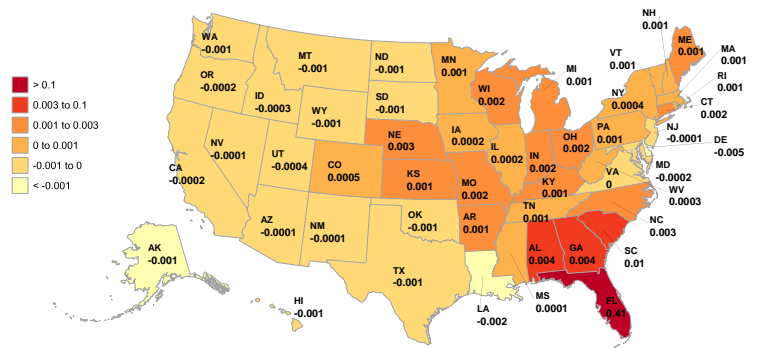 NH
0.001
WA
-0.001
MT
-0.001
ND
-0.001
MN
0.001
VT
0.001
ME
0.001
MA
0.001
OR
-0.0002
ID
-0.0003
SD
-0.001
WI
0.002
MI
0.001
RI
0.001
WY
-0.001
NY
0.0004
CT
0.002
> 0.1
0.003 to 0.1
0.001 to 0.003
0 to 0.001
-0.001 to 0
< -0.001
NV
-0.0001
UT
-0.0004
CO
0.0005
NE
0.003
IA
0.0002
IL
0.0002
IN
0.002
OH
0.002
PA
0.001
NJ
-0.0001
DE
-0.005
CA
-0.0002
KS
0.001
MO
0.002
KY
0.001
VA
0
MD
-0.0002
WV
0.0003
AZ
-0.0001
NM
-0.0001
OK
-0.001
AR
0.001
TN
0.001
NC
0.003
AK
-0.001
TX
-0.001
AL
0.004
GA
0.004
SC
0.01
HI
-0.001
LA
-0.002
MS
0.0001
FL
0.41